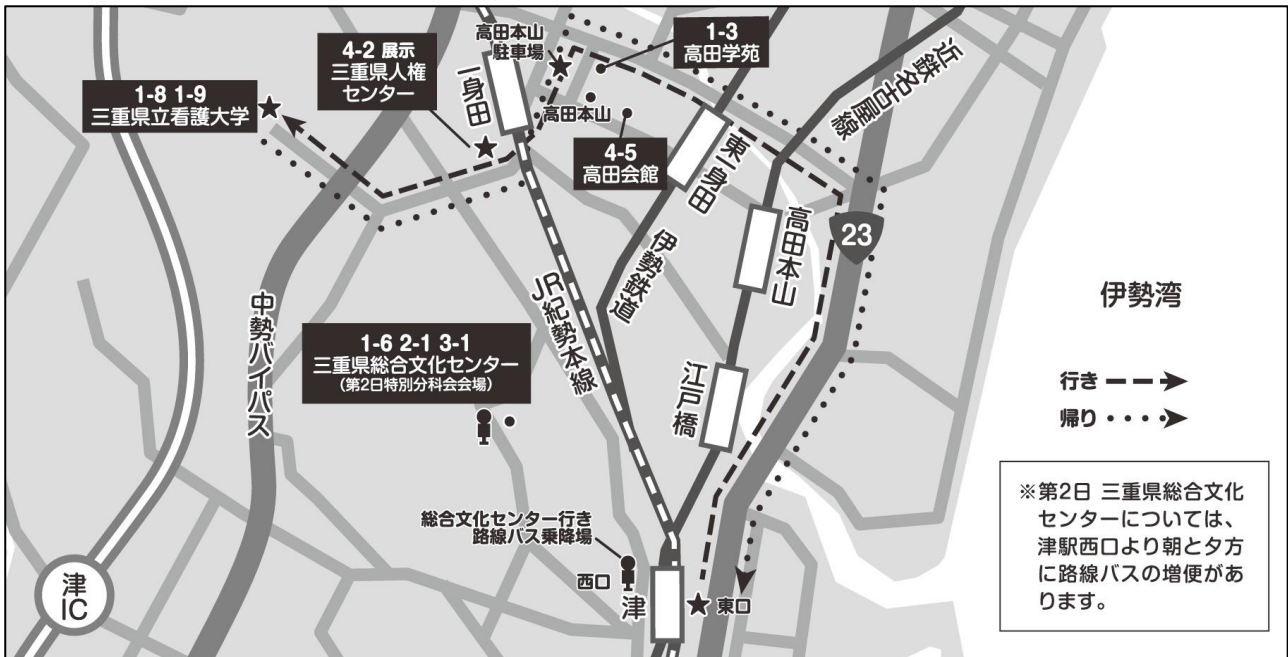 高田本山
駐車場
1-3
高田学苑
4-2 展示
三重県人権
センター
一身田
近鉄名古屋線
1-8 1-9
三重県立看護大学
高田本山
4-5
高田会館
東一身田
高田本山
23
伊勢鉄道
伊勢湾
中勢バイパス
JR紀勢本線
1-6 2-1 3-1
三重県総合文化センター
(第2日特別分科会会場)
江戸橋
行き
帰り
※第2日 三重県総合文化
センターについては、
津駅西口より朝と夕方
に路線バスの増便があ
ります。
総合文化センター行き
路線バス乗降場
西口
津
東口
津
IC